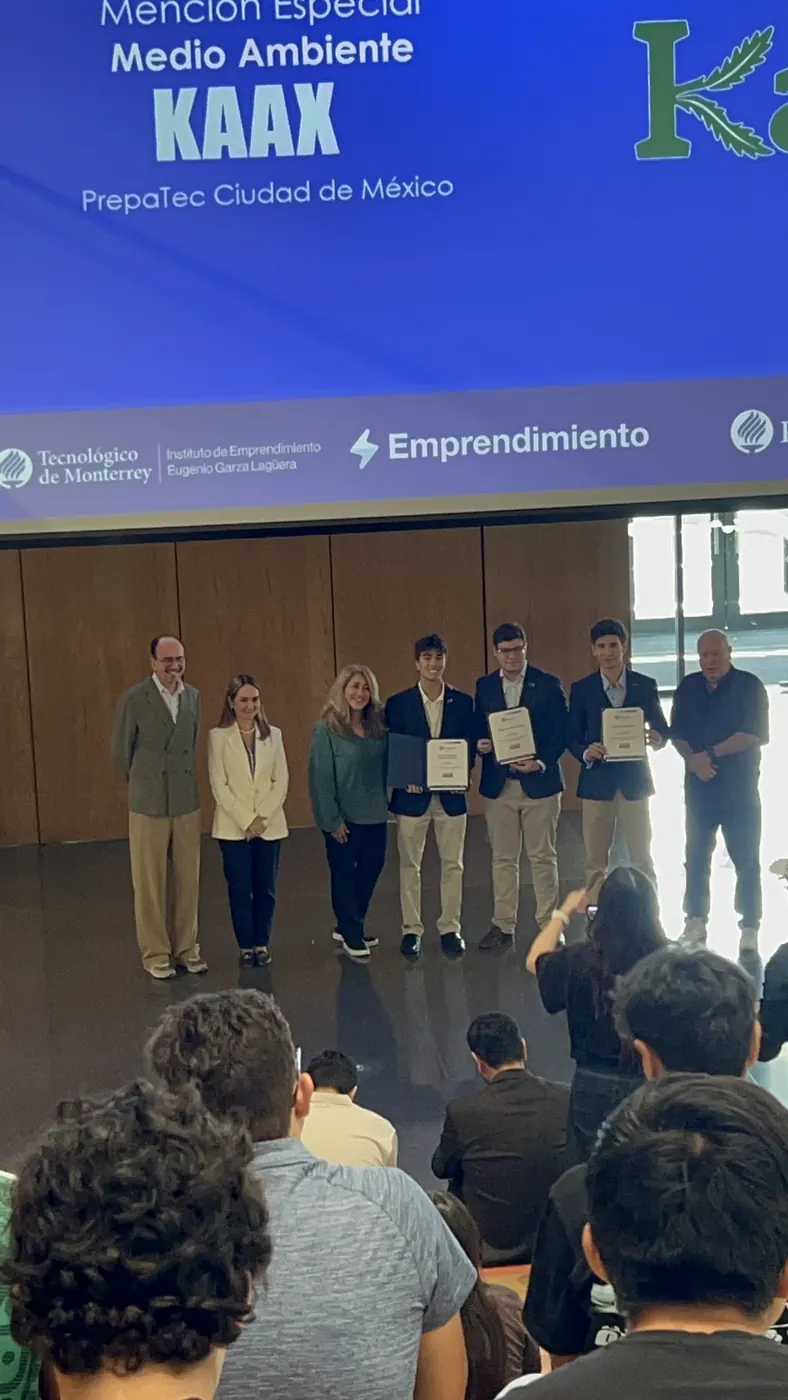 Mención Especial
Medio Ambiente
KAAX
PrepaTec Ciudad de México
Tecnológico
de Monterrey
Instituto de Emprendimiento
Eugenio Garza Lagüera
Emprendimiento